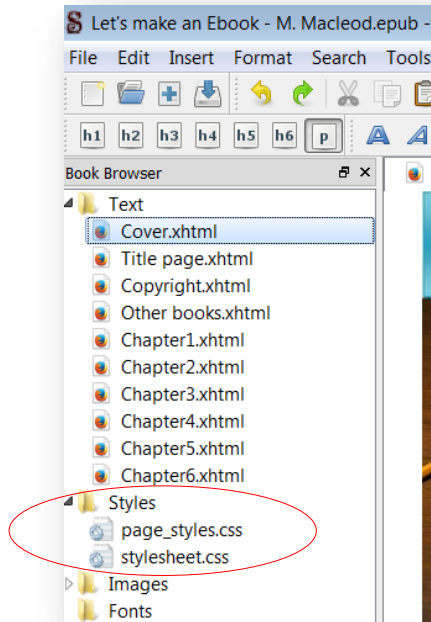 Let's make an Ebook - M. Macleod.epub -
File Edit Insert Format Search Tools
h1 h2 h3 h4 h5 h6 p A A
Book Browser
Text
Cover.xhtml
Title page.xhtml
Copyright.xhtml
Other books.xhtml
Chapter1.xhtml
Chapter2.xhtml
Chapter3.xhtml
Chapter4.xhtml
Chapter5.xhtml
Chapter6.xhtml
Styles
page_styles.css
stylesheet.css
Images
Fonts